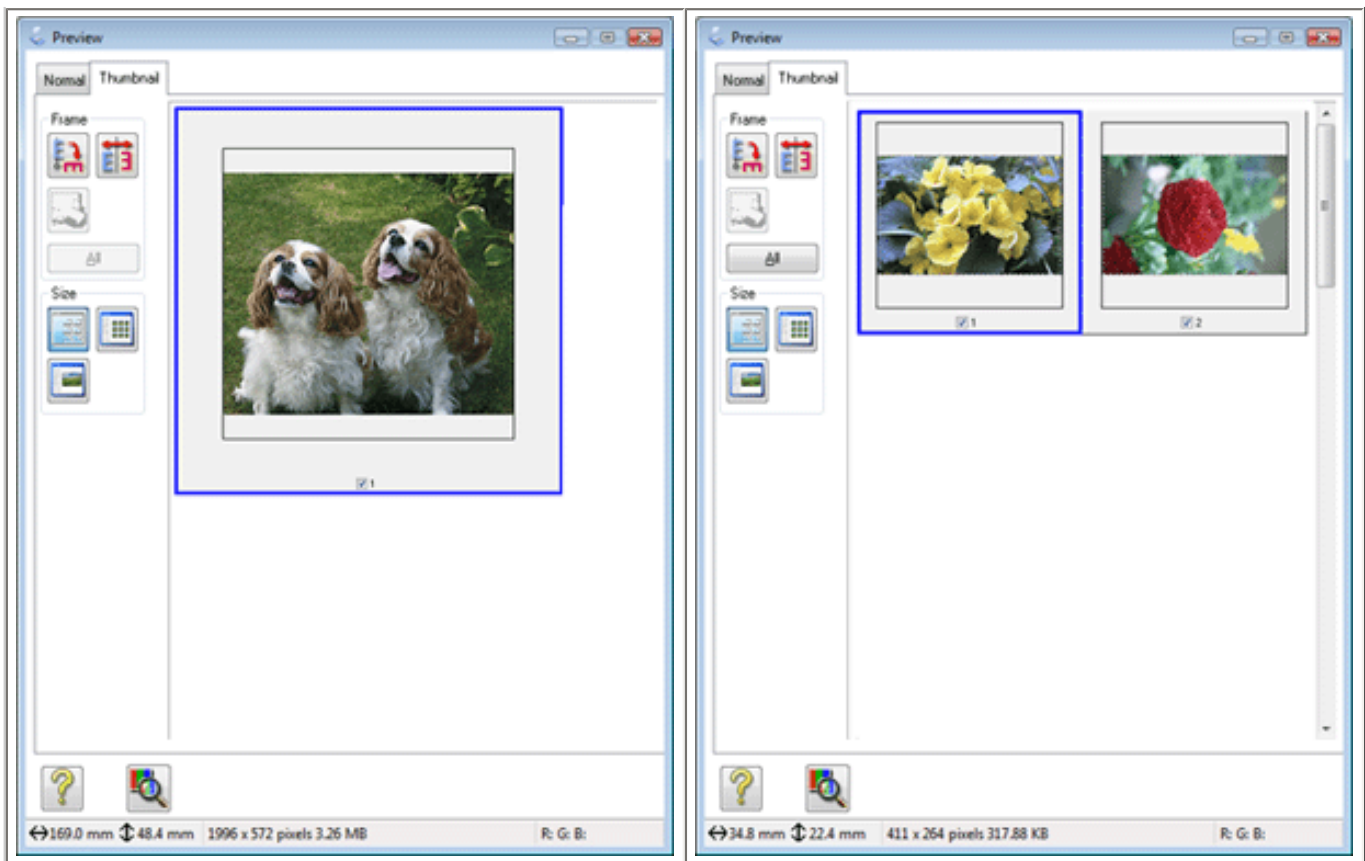 Preview
Normal Thumbnail
Frame
All
Size
1
169.0 mm 48.4 mm 1996 x 572 pixels 3.26 MB R: G: B:
Preview
Normal Thumbnail
Frame
All
Size
1 2
34.8 mm 22.4 mm 411 x 264 pixels 317.88 KB R: G: B: